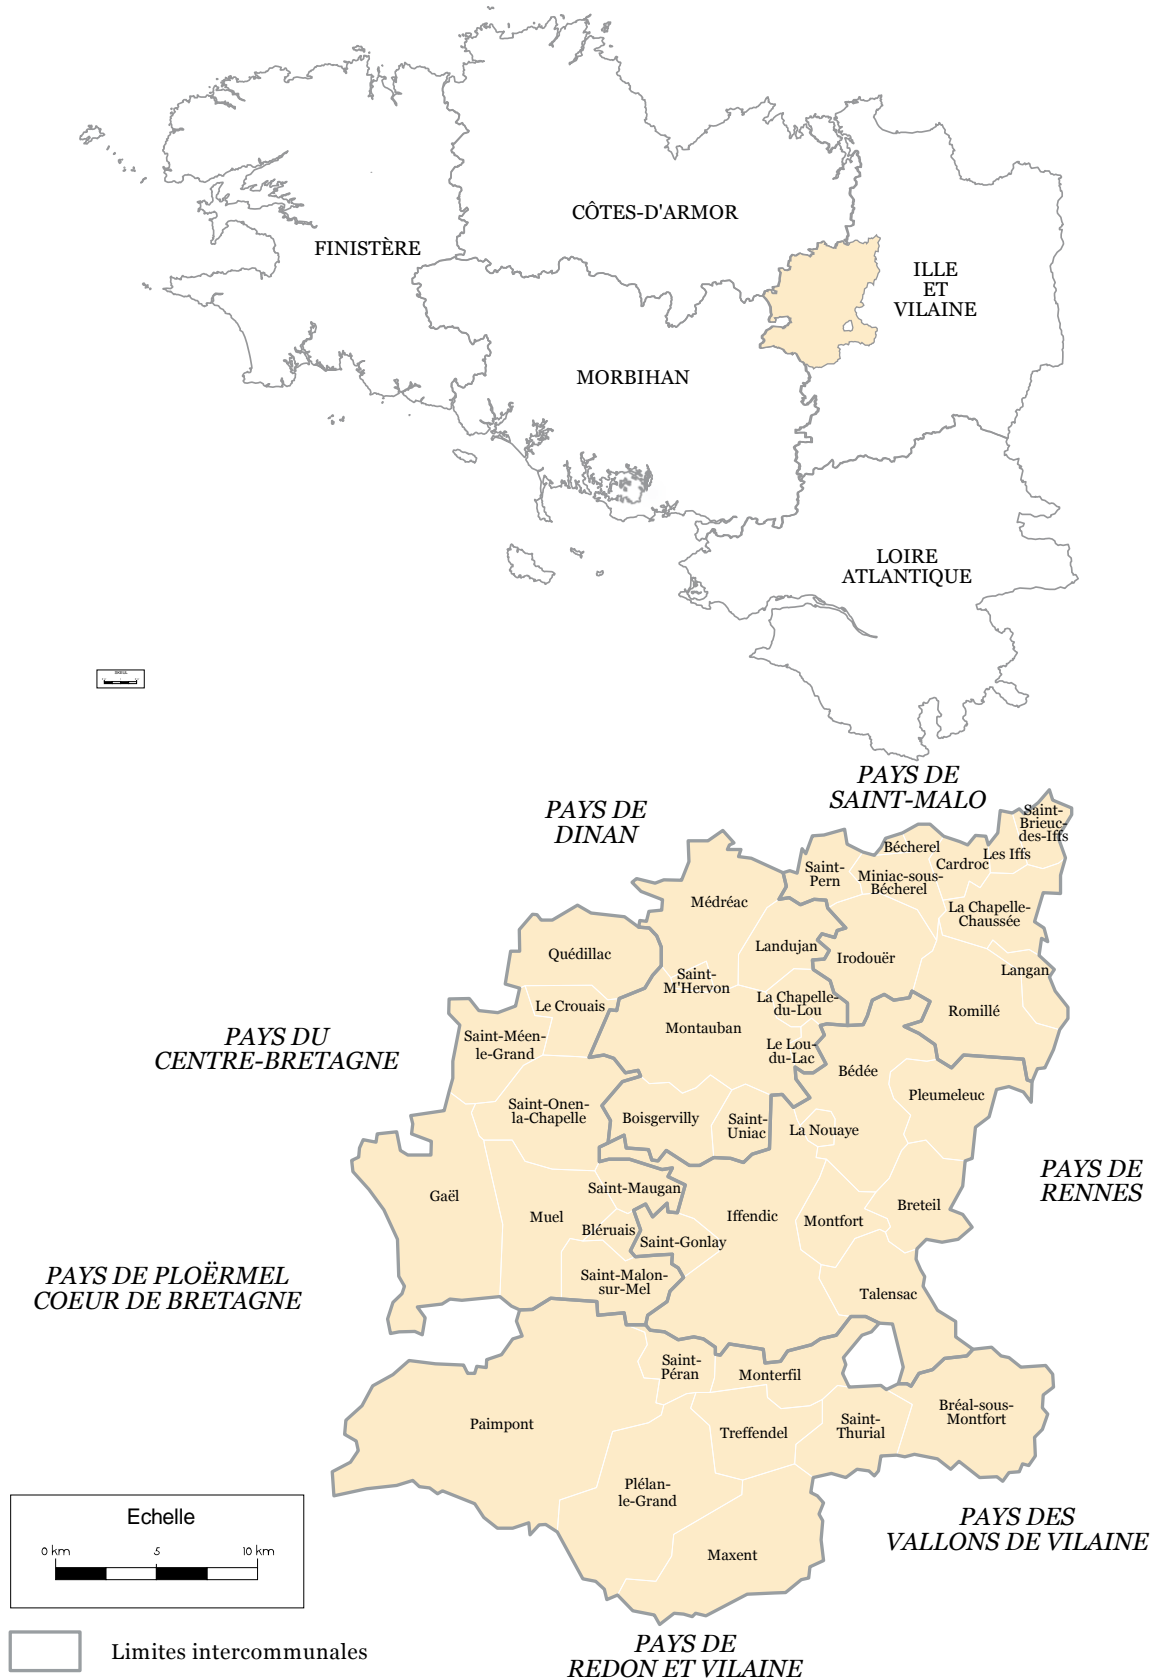 CÔTES-D'ARMOR
FINISTÈRE
ILLE
ET
VILAINE
MORBIHAN
LOIRE
ATLANTIQUE
PAYS DE
SAINT-MALO
PAYS DE
DINAN
Saint-
Brieuc-
des-Iffs
Bécherel
Les Iffs
Cardroc
Saint-
Pern
Miniac-sous-
Bécherel
Médréac
La Chapelle-
Chaussée
Landujan
Quédillac
Irodouër
Langan
Saint-
M'Hervon
La Chapelle-
du-Lou
Le Crouais
Romillé
Montauban
PAYS DU
CENTRE-BRETAGNE
Saint-Méen-
le-Grand
Le Lou-
du-Lac
Bédée
Pleumeleuc
Saint-Onen-
la-Chapelle
Boisgervilly
Saint-
Uniac
La Nouaye
PAYS DE
RENNES
Gaël
Saint-Maugan
Breteil
Muel
Iffendic
Montfort
Bléruais
Saint-Gonlay
PAYS DE PLOËRMEL
COEUR DE BRETAGNE
Saint-Malon-
sur-Mel
Talensac
Saint-
Péran
Monterfil
Bréal-sous-
Montfort
Paimpont
Treffendel
Saint-
Thurial
Plélan-
le-Grand
PAYS DES
VALLONS DE VILAINE
Echelle
0 km 5 10 km
Maxent
Limites intercommunales
PAYS DE
REDON ET VILAINE